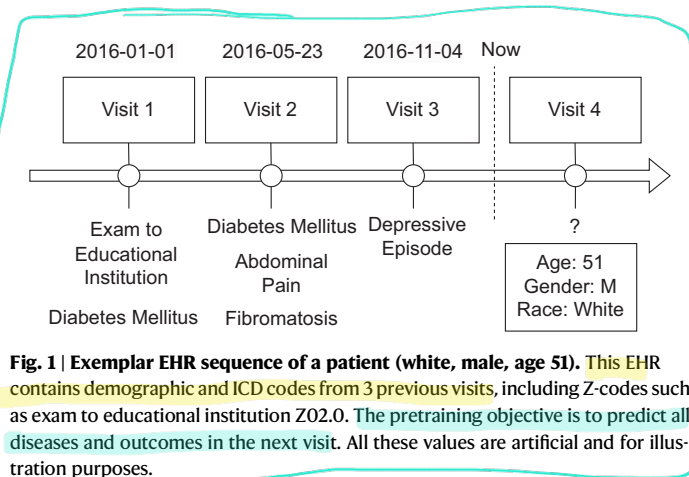 2016-01-01 2016-05-23 2016-11-04 Now
Visit 1 Visit 2 Visit 3 Visit 4
Exam to
Educational
Institution
Diabetes Mellitus
Diabetes Mellitus
Abdominal
Pain
Fibromatosis
Depressive
Episode
?
Age: 51
Gender: M
Race: White
Fig. 1 | Exemplar EHR sequence of a patient (white, male, age 51). This EHR
contains demographic and ICD codes from 3 previous visits, including Z-codes such
as exam to educational institution Z02.0. The pretraining objective is to predict all
diseases and outcomes in the next visit. All these values are artificial and for illus-
tration purposes.